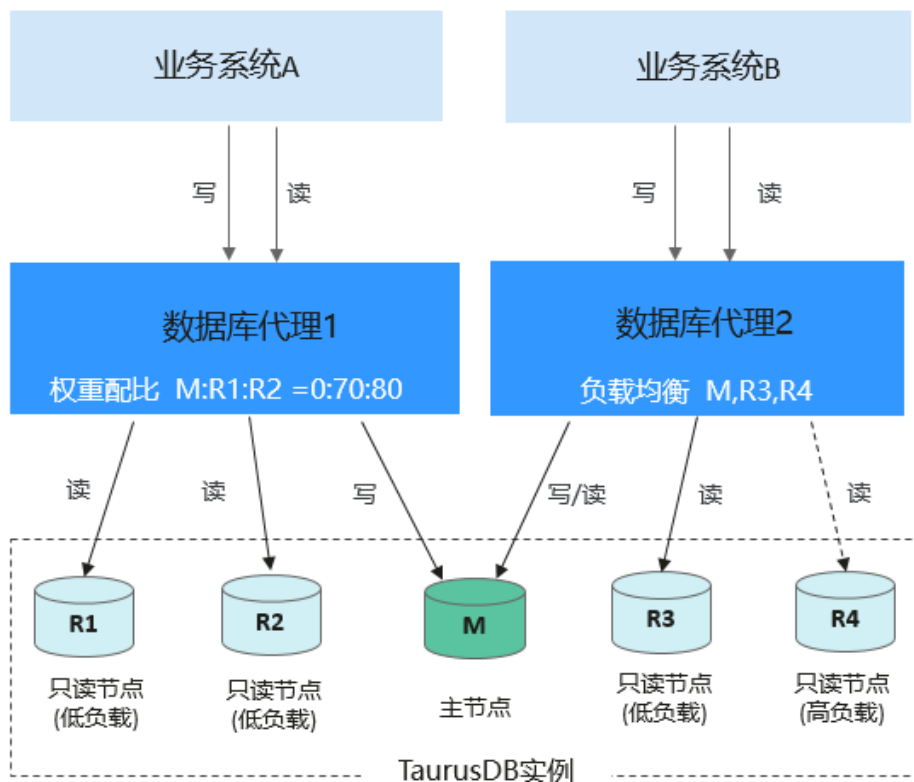 业务系统A
业务系统B
写
读
写
读
数据库代理1
权重配比 M:R1:R2 =0:70:80
数据库代理2
负载均衡 M,R3,R4
读
读
写
写/读
读
读
R1
R2
M
R3
R4
只读节点
(低负载)
只读节点
(低负载)
主节点
只读节点
(低负载)
只读节点
(高负载)
TaurusDB实例